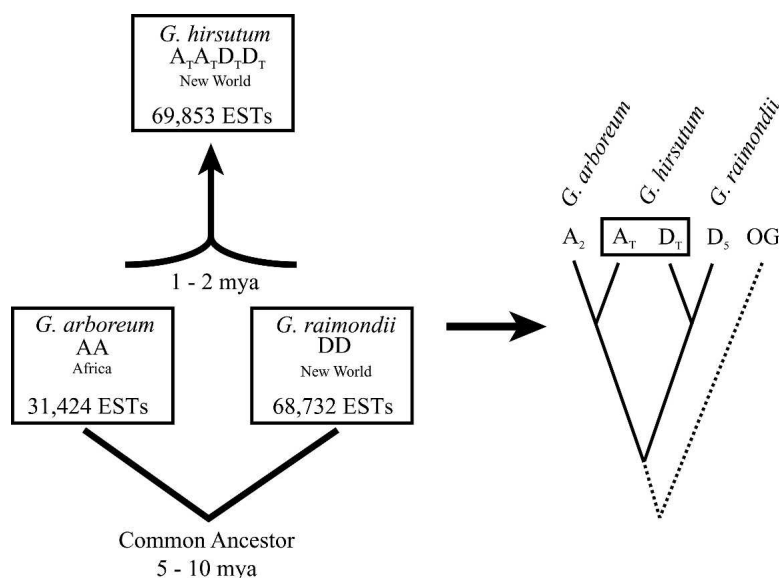 G. hirsutum
AₜAₜDₜDₜ
New World
69,853 ESTs
1 - 2 mya
G. arboreum
AA
Africa
31,424 ESTs
G. raimondii
DD
New World
68,732 ESTs
Common Ancestor
5 - 10 mya
G. arboreum
G. hirsutum
G. raimondii
A₂ Aₜ Dₜ D₅ OG